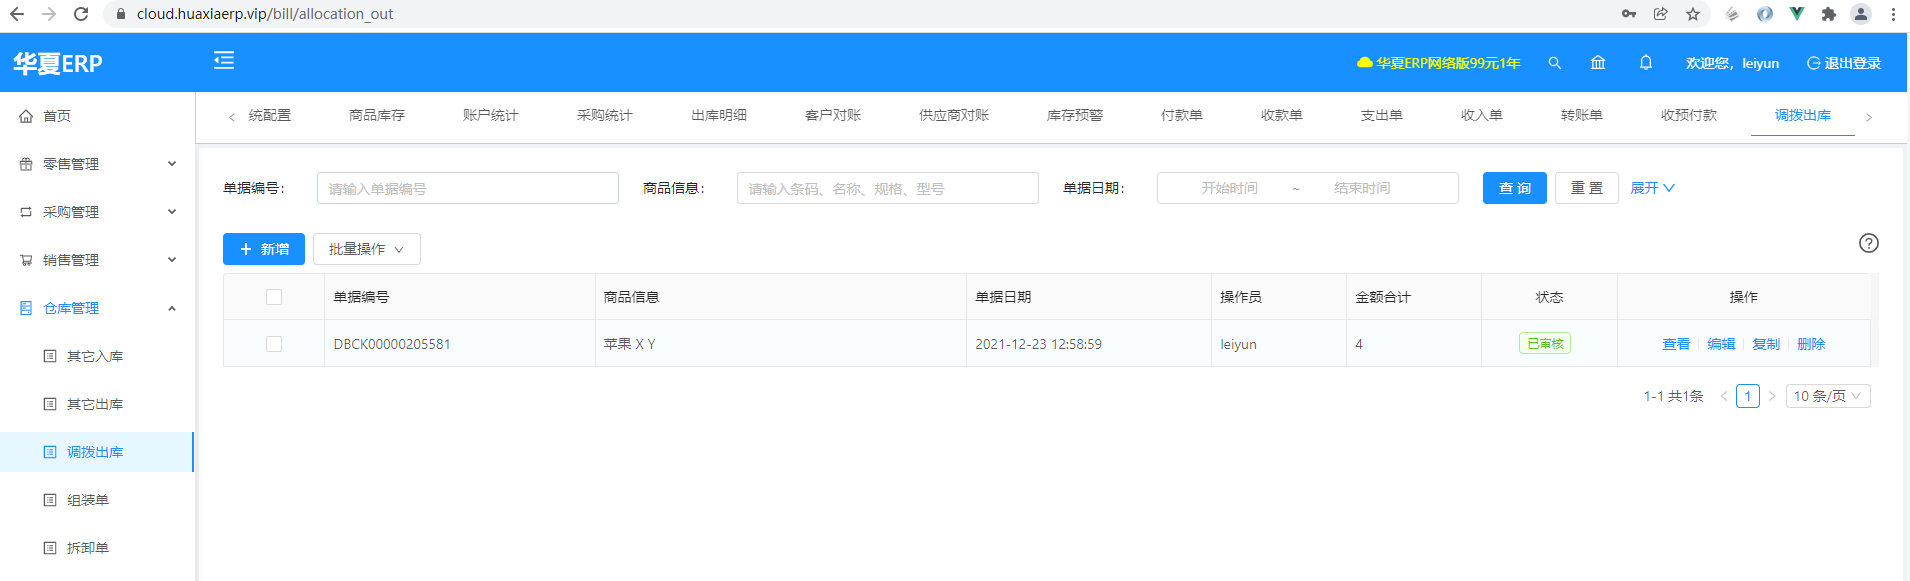 cloud.huaxiaerp.vip/bill/allocation_out
华夏ERP 华夏ERP网络版99元1年 欢迎您，leiyun 退出登录
首页
零售管理
采购管理
销售管理
仓库管理
其它入库
其它出库
调拨出库
组装单
拆卸单
统配置 商品库存 账户统计 采购统计 出库明细 客户对账 供应商对账 库存预警 付款单 收款单 支出单 收入单 转账单 收预付款 调拨出库
单据编号： 请输入单据编号 商品信息： 请输入条码、名称、规格、型号 单据日期： 开始时间 ~ 结束时间 查 询 重 置 展开
+ 新增 批量操作
单据编号 商品信息 单据日期 操作员 金额合计 状态 操作
DBCK00000205581 苹果 X Y 2021-12-23 12:58:59 leiyun 4 已审核 查看 编辑 复制 删除
1-1 共1条 < 1 > 10 条/页